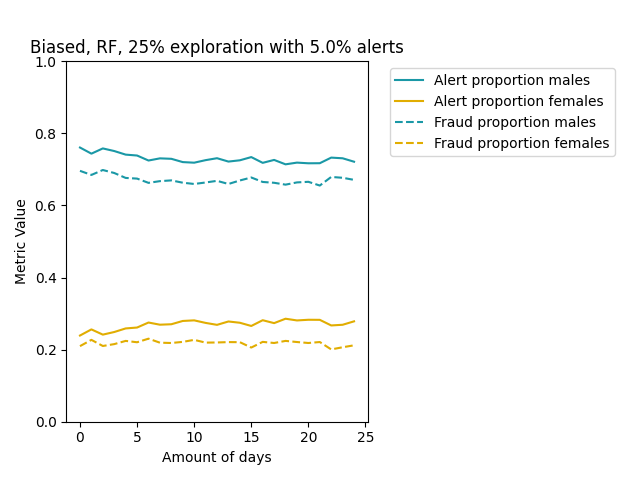 Biased, RF, 25% exploration with 5.0% alerts
Alert proportion males
Alert proportion females
Fraud proportion males
Fraud proportion females
1.0
0.8
0.6
0.4
0.2
0.0
Metric Value
0 5 10 15 20 25
Amount of days